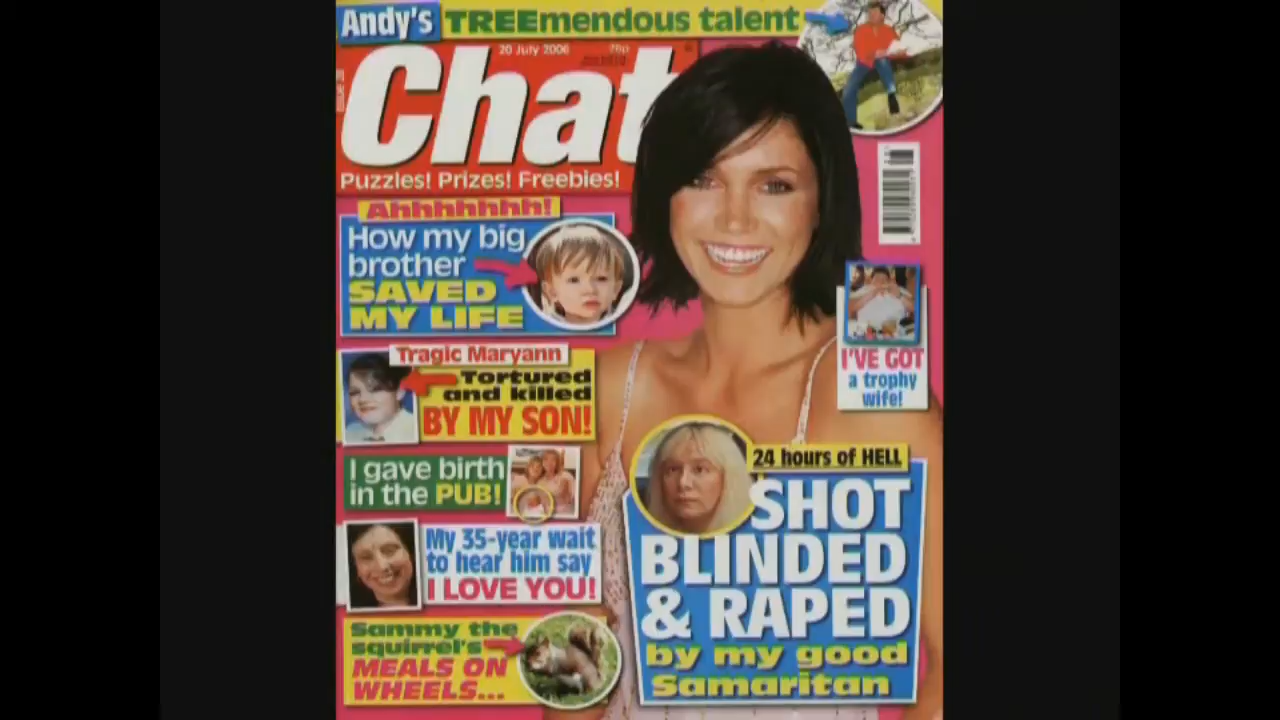 Andy's TREEmendous talent
20 July 2006 78p
Chat
Puzzles! Prizes! Freebies!
Ahhhhhhh!
How my big
brother
SAVED
MY LIFE
Tragic Maryann
Tortured
and killed
BY MY SON!
I gave birth
in the PUB!
My 35-year wait
to hear him say
I LOVE YOU!
Sammy the
squirrel's
MEALS ON
WHEELS...
I'VE GOT
a trophy
wife!
24 hours of HELL
SHOT
BLINDED
& RAPED
by my good
Samaritan